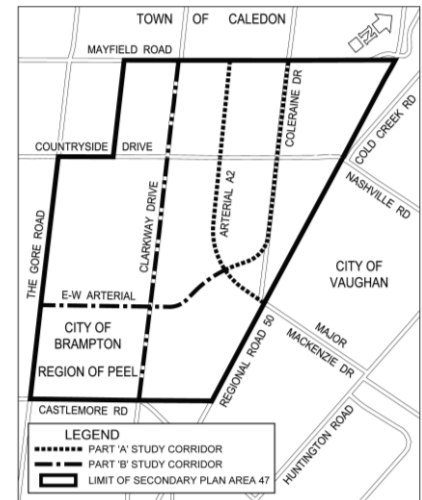 TOWN OF CALEDON
MAYFIELD ROAD
N
COLERAINE DR
COLD CREEK RD
COUNTRYSIDE DRIVE
NASHVILLE RD
CLARKWAY DRIVE
ARTERIAL A2
THE GORE ROAD
CITY OF
VAUGHAN
E-W ARTERIAL
CITY OF
BRAMPTON
REGION OF PEEL
REGIONAL ROAD 50
MAJOR
MACKENZIE DR
CASTLEMORE RD
HUNTINGTON ROAD
LEGEND
PART 'A' STUDY CORRIDOR
PART 'B' STUDY CORRIDOR
LIMIT OF SECONDARY PLAN AREA 47